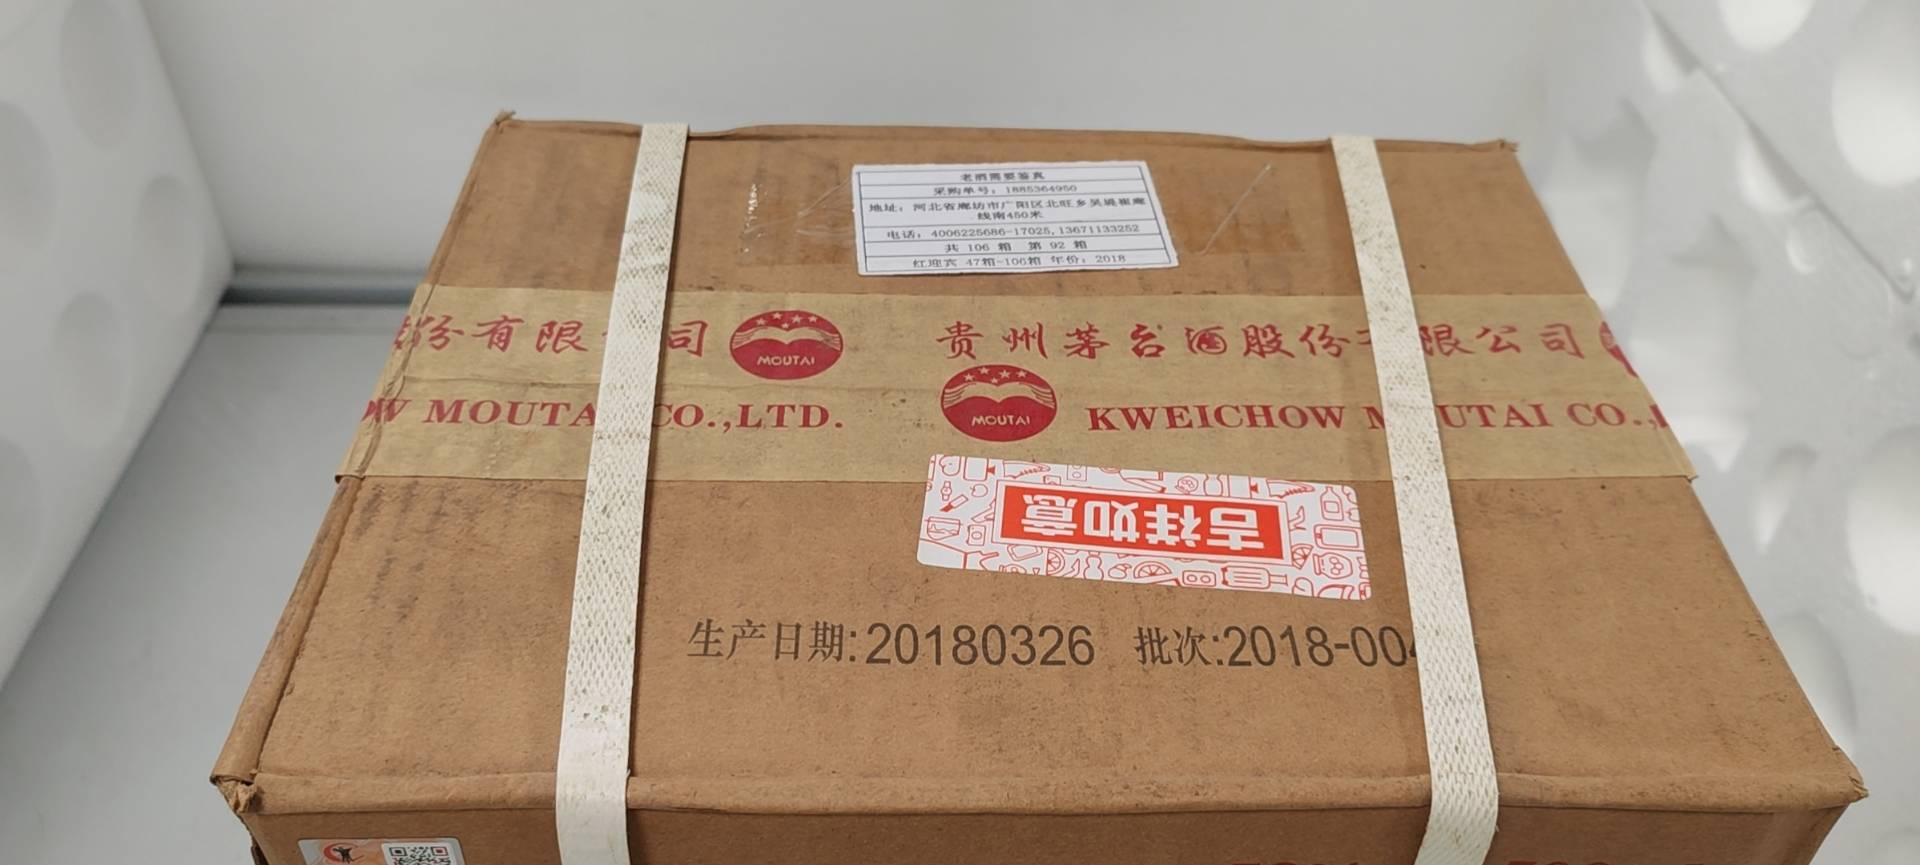 老酒需要鉴真
采购单号：1885364950
地址：河北省廊坊市广阳区北旺乡吴堤崔廊
线南450米
电话：4006225686-17025,13671133252
共 106 箱 第 92 箱
红迎宾 47箱-106箱 年份：2018
份有限 司
MOUTAI
贵州茅台酒股份 限公司
W MOUTA CO.,LTD.
MOUTAI
KWEICHOW M UTAI CO.,
吉祥如意
生产日期:20180326 批次:2018-004